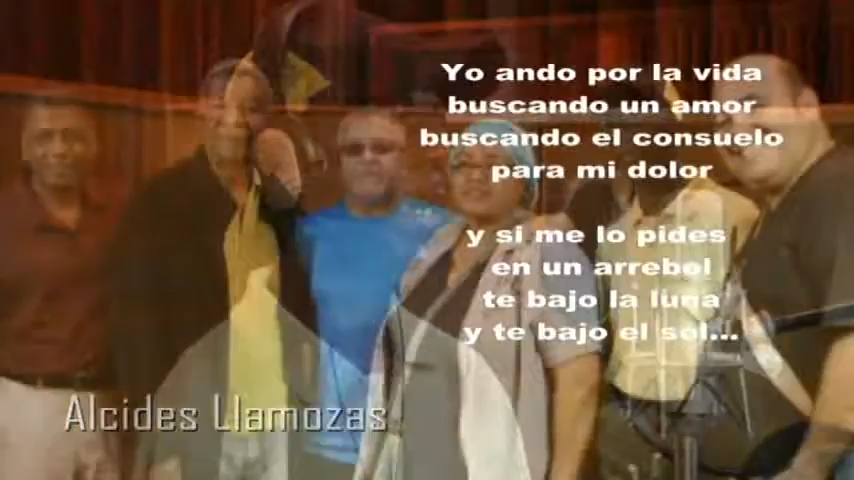 Yo ando por la vida
buscando un amor
buscando el consuelo
para mi dolor
y si me lo pides
en un arrebol
te bajo la luna
y te bajo el sol...
Alcides Llamozas